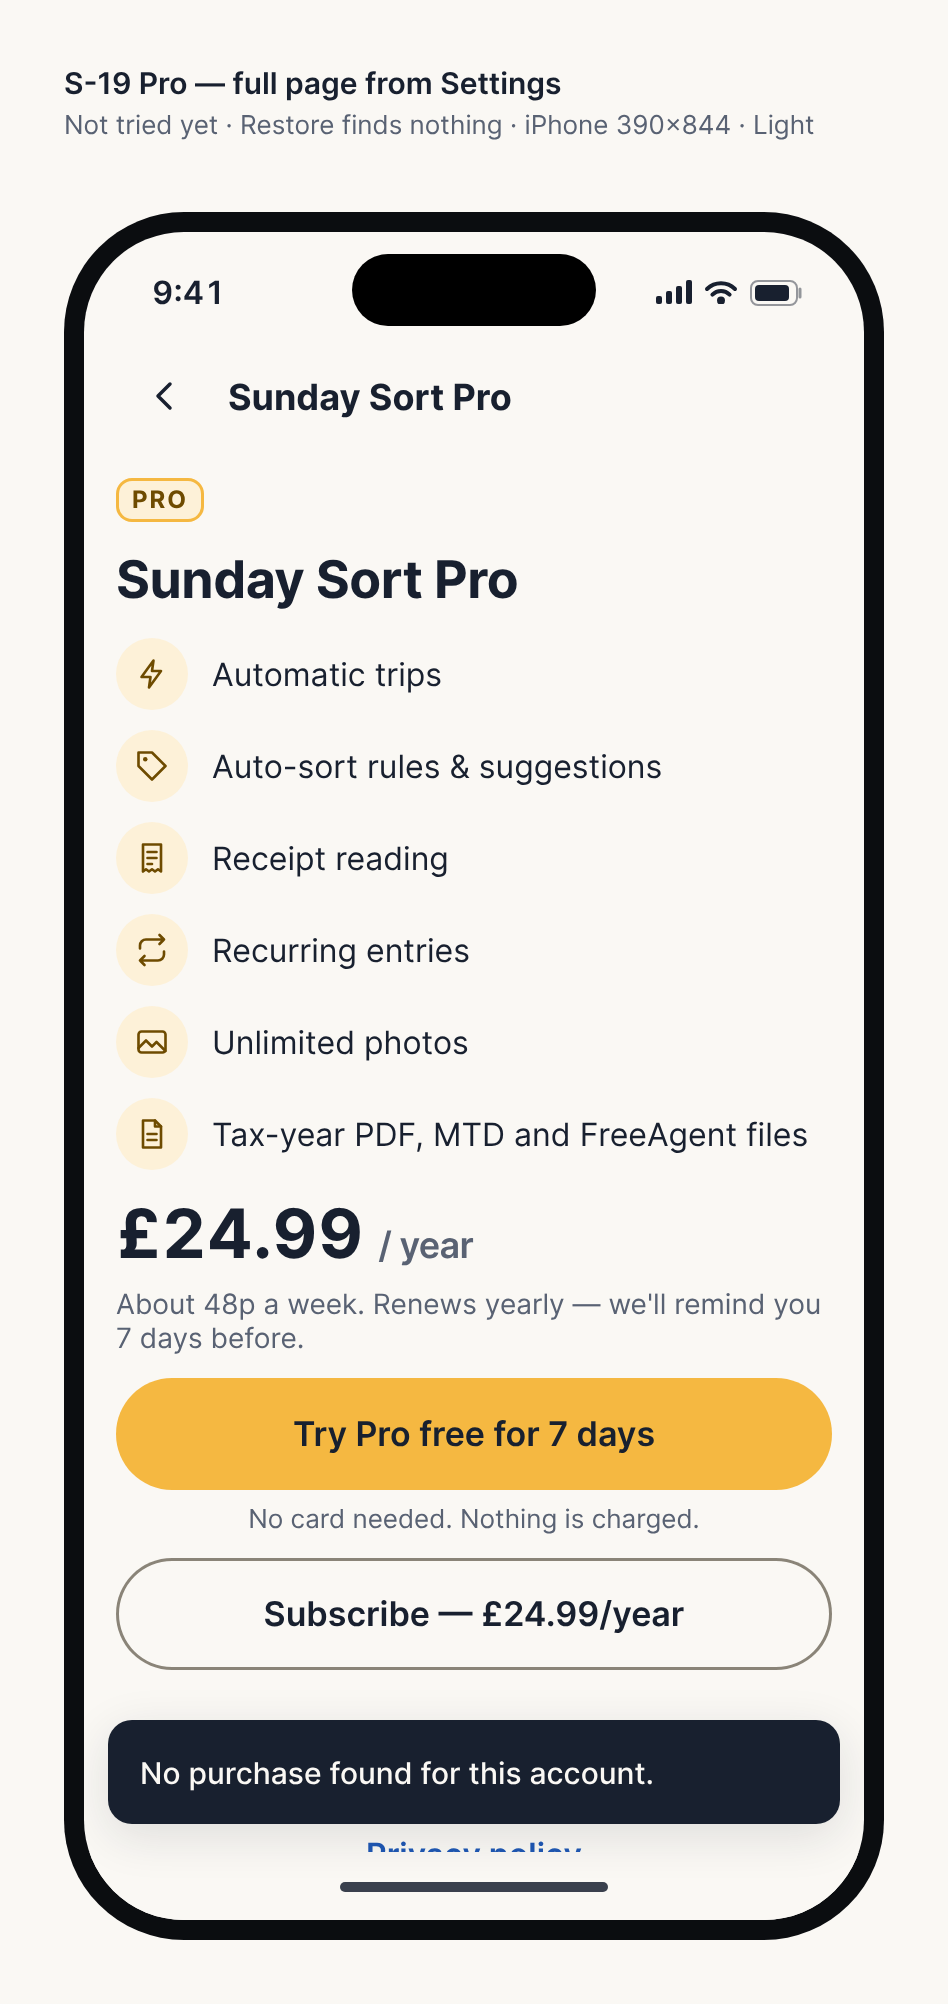 S-19 Pro — full page from Settings
Not tried yet · Restore finds nothing · iPhone 390×844 · Light
9:41
Sunday Sort Pro
PRO
Sunday Sort Pro
Automatic trips
Auto-sort rules & suggestions
Receipt reading
Recurring entries
Unlimited photos
Tax-year PDF, MTD and FreeAgent files
£24.99 / year
About 48p a week. Renews yearly — we'll remind you
7 days before.
Try Pro free for 7 days
No card needed. Nothing is charged.
Subscribe — £24.99/year
No purchase found for this account.
Privacy policy